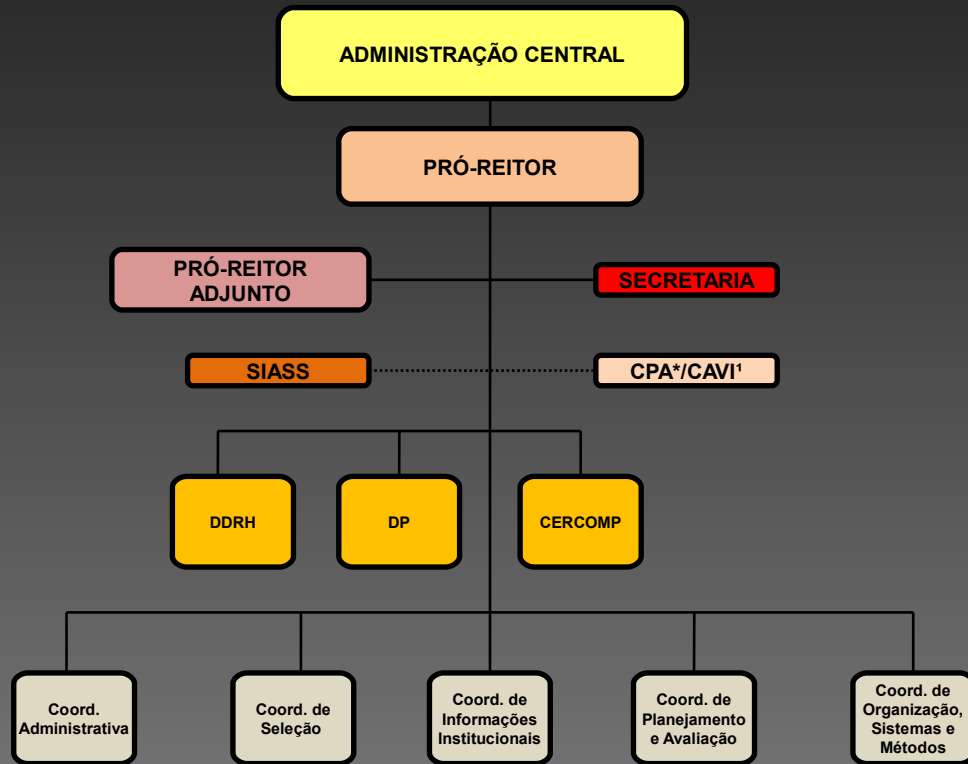 ADMINISTRAÇÃO CENTRAL
PRÓ-REITOR
PRÓ-REITOR
ADJUNTO
SECRETARIA
SIASS
CPA*/CAVI¹
DDRH
DP
CERCOMP
Coord.
Administrativa
Coord. de
Seleção
Coord. de
Informações
Institucionais
Coord. de
Planejamento
e Avaliação
Coord. de
Organização,
Sistemas e
Métodos